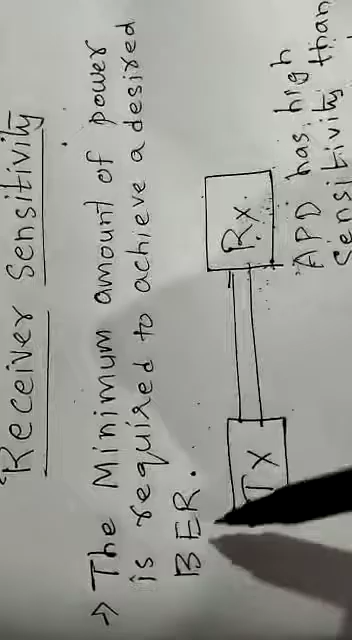 Receiver Sensitivity
→ The Minimum amount of power
is required to achieve a desired
BER.
Tx
Rx.
APD has high
Sensitivity than